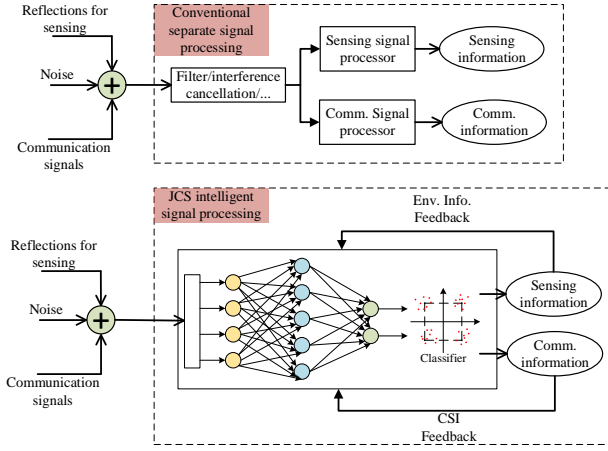 Reflections for
sensing
Noise
+
Communication
signals
Conventional
separate signal
processing
Filter/interference
cancellation/...
Sensing signal
processor
Sensing
information
Comm. Signal
processor
Comm.
information
JCS intelligent
signal processing
Env. Info.
Feedback
Reflections for
sensing
Noise
+
Communication
signals
Classifier
Sensing
information
Comm.
information
CSI
Feedback